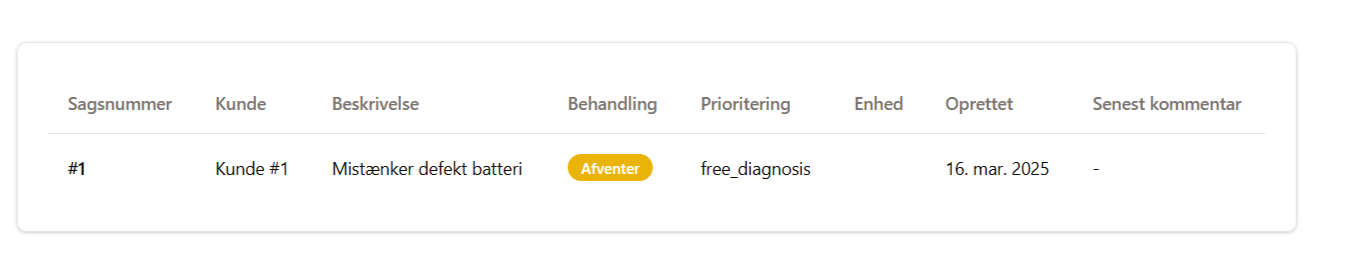 Sagsnummer Kunde Beskrivelse Behandling Prioritering Enhed Oprettet Senest kommentar
#1 Kunde #1 Mistænker defekt batteri Afventer free_diagnosis 16. mar. 2025 -